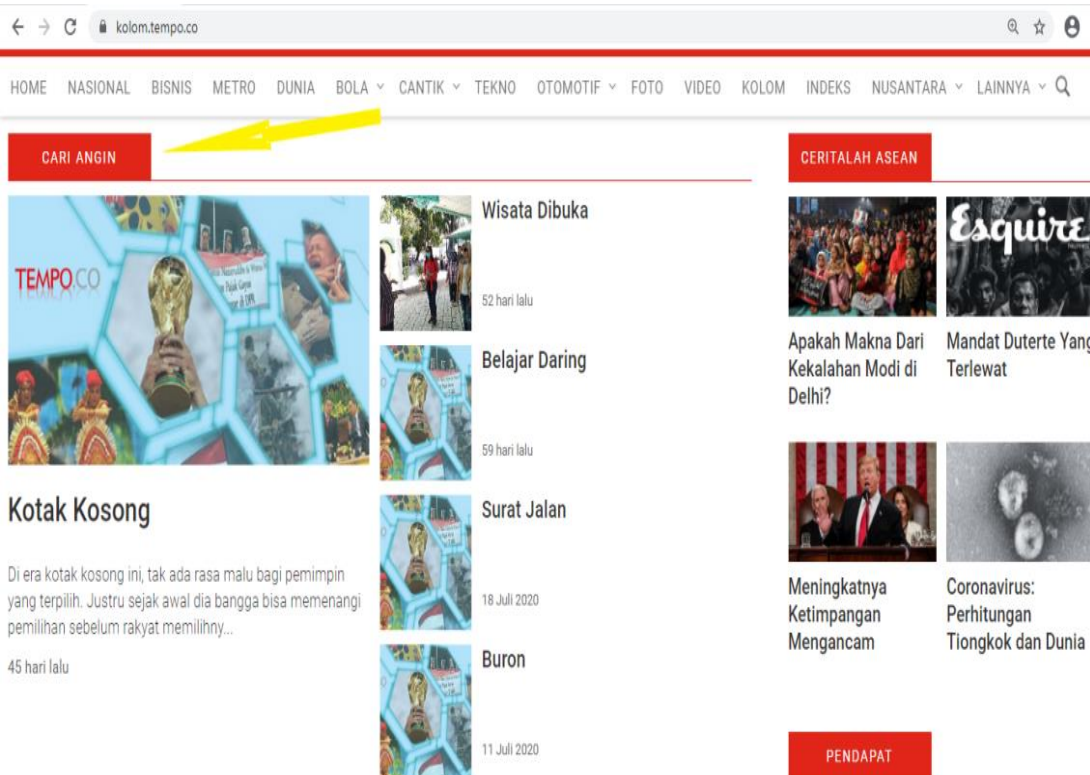 kolom.tempo.co
HOME NASIONAL BISNIS METRO DUNIA BOLA CANTIK TEKNO OTOMOTIF FOTO VIDEO KOLOM INDEKS NUSANTARA LAINNYA
CARI ANGIN
TEMPO.CO
Kotak Kosong
Di era kotak kosong ini, tak ada rasa malu bagi pemimpin
yang terpilih. Justru sejak awal dia bangga bisa memenangi
pemilihan sebelum rakyat memilihny...
45 hari lalu
Wisata Dibuka
52 hari lalu
Belajar Daring
59 hari lalu
Surat Jalan
18 Juli 2020
Buron
11 Juli 2020
CERITALAH ASEAN
Apakah Makna Dari
Kekalahan Modi di
Delhi?
Esquire
Mandat Duterte Yang
Terlewat
Meningkatnya
Ketimpangan
Mengancam
Coronavirus:
Perhitungan
Tiongkok dan Dunia
PENDAPAT